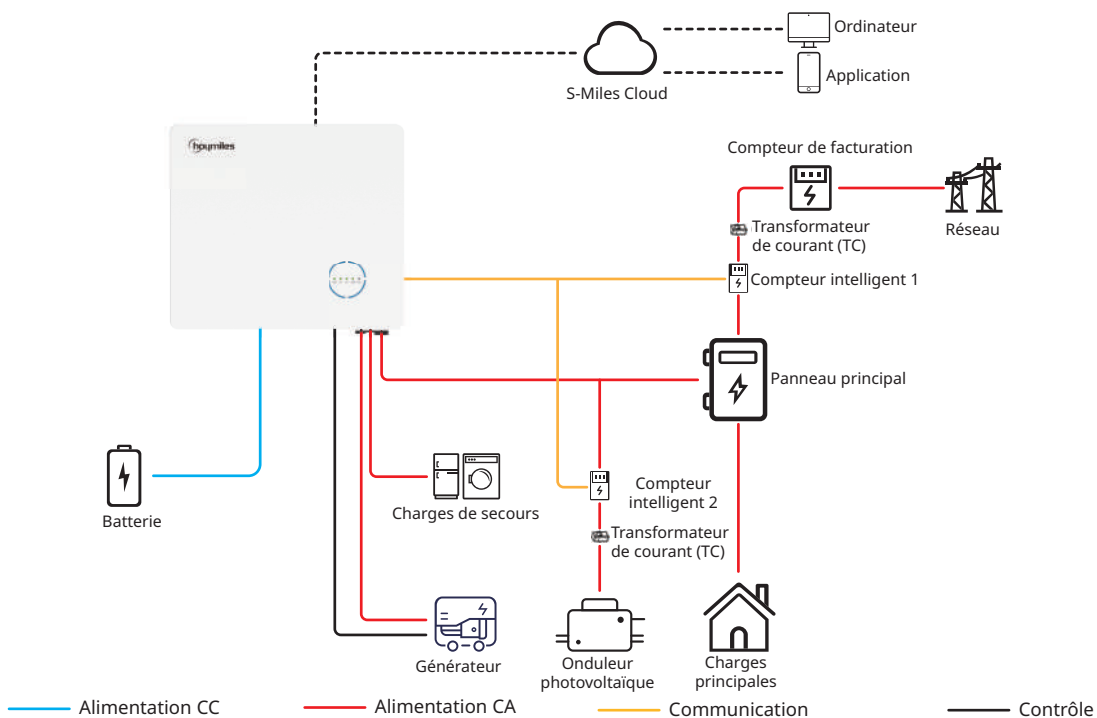 Ordinateur
Application
S-Miles Cloud
hoymiles
Compteur de facturation
Réseau
Transformateur
de courant (TC)
Compteur intelligent 1
Panneau principal
Batterie
Charges de secours
Compteur
intelligent 2
Transformateur
de courant (TC)
Générateur
Onduleur
photovoltaïque
Charges
principales
Alimentation CC
Alimentation CA
Communication
Contrôle